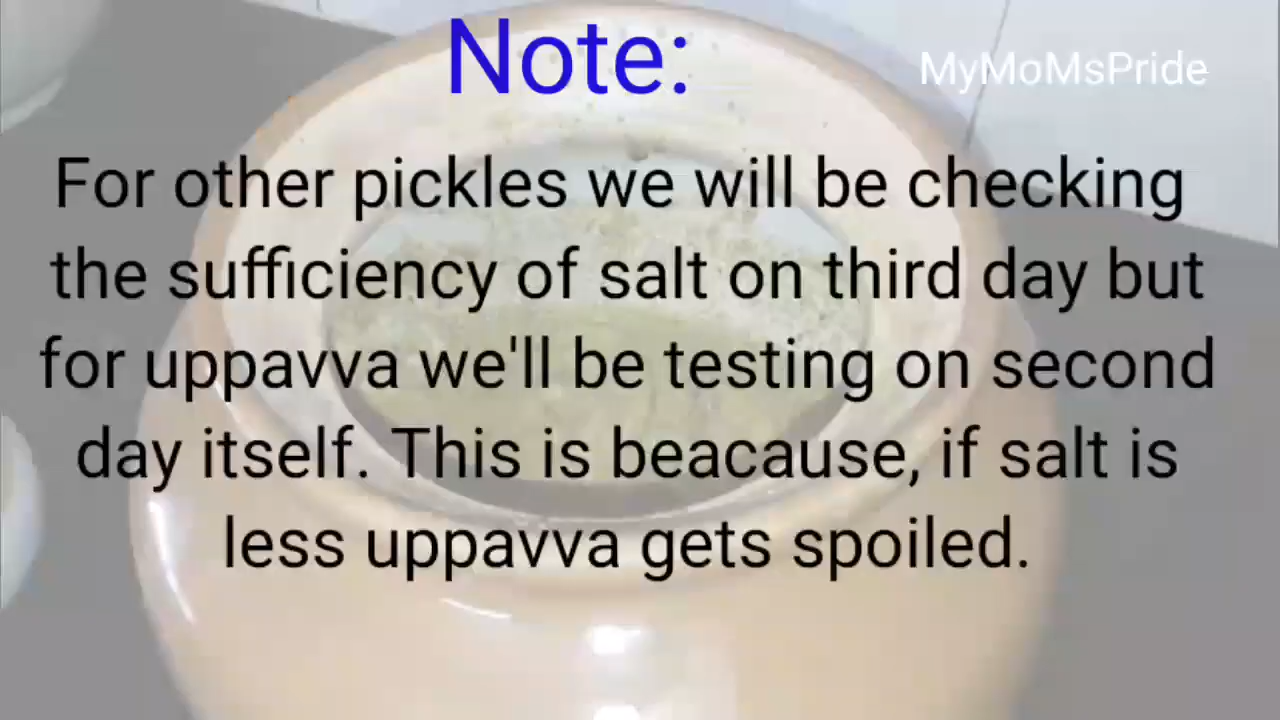 Note:
MyMoMsPride
For other pickles we will be checking
the sufficiency of salt on third day but
for uppavva we'll be testing on second
day itself. This is beacause, if salt is
less uppavva gets spoiled.